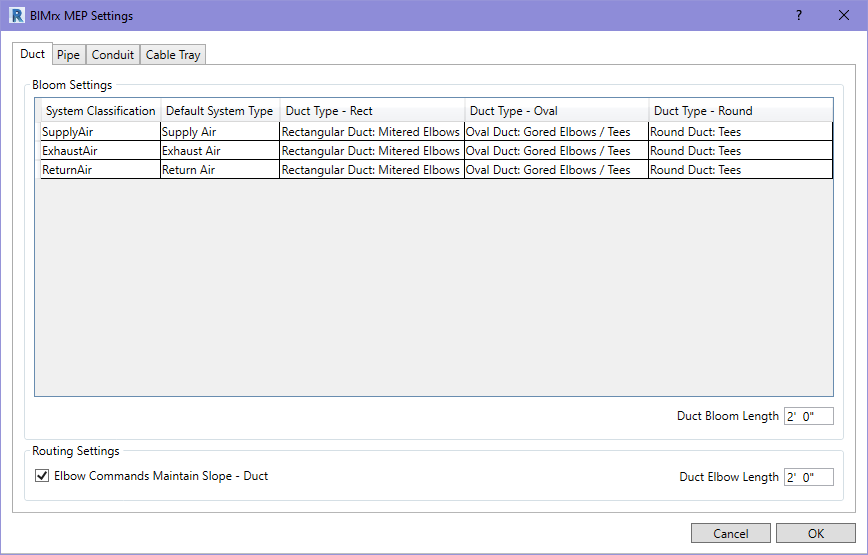 BIMrx MEP Settings
?
Duct Pipe Conduit Cable Tray
Bloom Settings
System Classification Default System Type Duct Type - Rect Duct Type - Oval Duct Type - Round
SupplyAir Supply Air Rectangular Duct: Mitered Elbows Oval Duct: Gored Elbows / Tees Round Duct: Tees
ExhaustAir Exhaust Air Rectangular Duct: Mitered Elbows Oval Duct: Gored Elbows / Tees Round Duct: Tees
ReturnAir Return Air Rectangular Duct: Mitered Elbows Oval Duct: Gored Elbows / Tees Round Duct: Tees
Duct Bloom Length 2' 0"
Routing Settings
Elbow Commands Maintain Slope - Duct Duct Elbow Length 2' 0"
Cancel OK